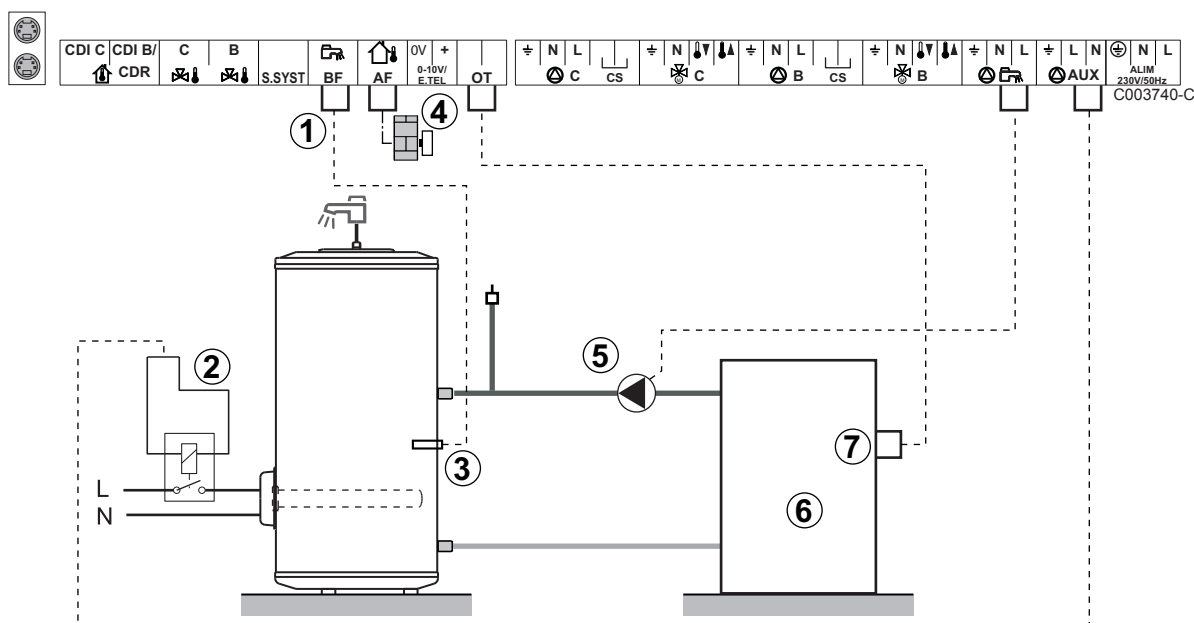 CDI C CDI B/ C B 0V + N L N N L N N L L N N L
CDR S.SYST BF AF 0-10V/ E.TEL OT C CS C B CS B AUX ALIM 230V/50Hz
C003740-C
1
4
2
5
3
7
6
L
N